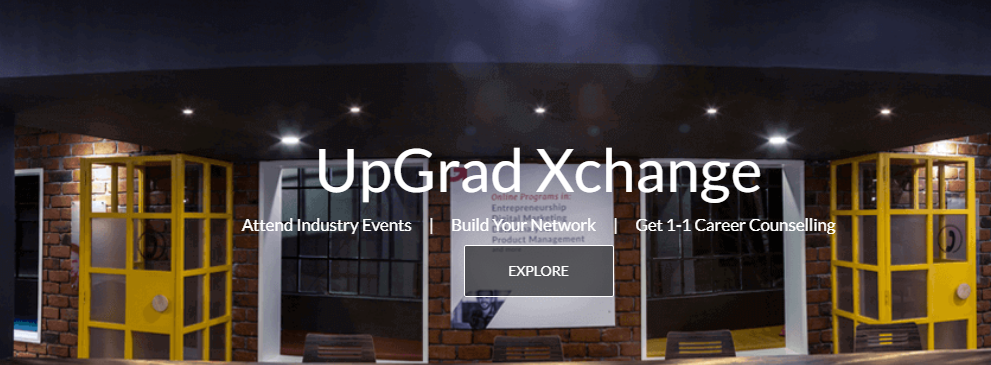 UpGrad Xchange
Online Programs in:
Entrepreneurship
Digital Marketing
Attend Industry Events | Build Your Network | Get 1-1 Career Counselling
Product Management
EXPLORE